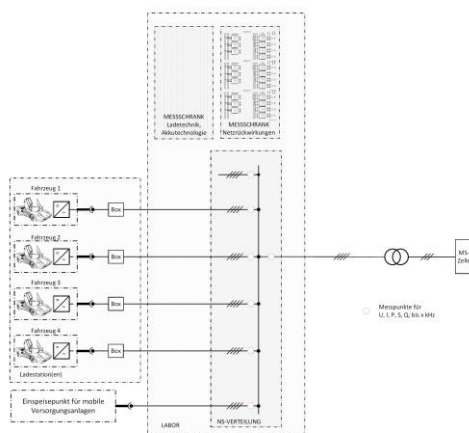 MESSSCHRANK
Ladetechnik,
Akkutechnologie
MESSSCHRANK
Netzrückwirkungen
Fahrzeug 1
Box
Fahrzeug 2
Box
Fahrzeug 3
Box
Fahrzeug 4
Box
Ladestation(en)
MS-
Zelle
Messpunkte für
U, I, P, S, Q; bis x kHz
Einspeisepunkt für mobile
Versorgungsanlagen
LABOR
NS-VERTEILUNG